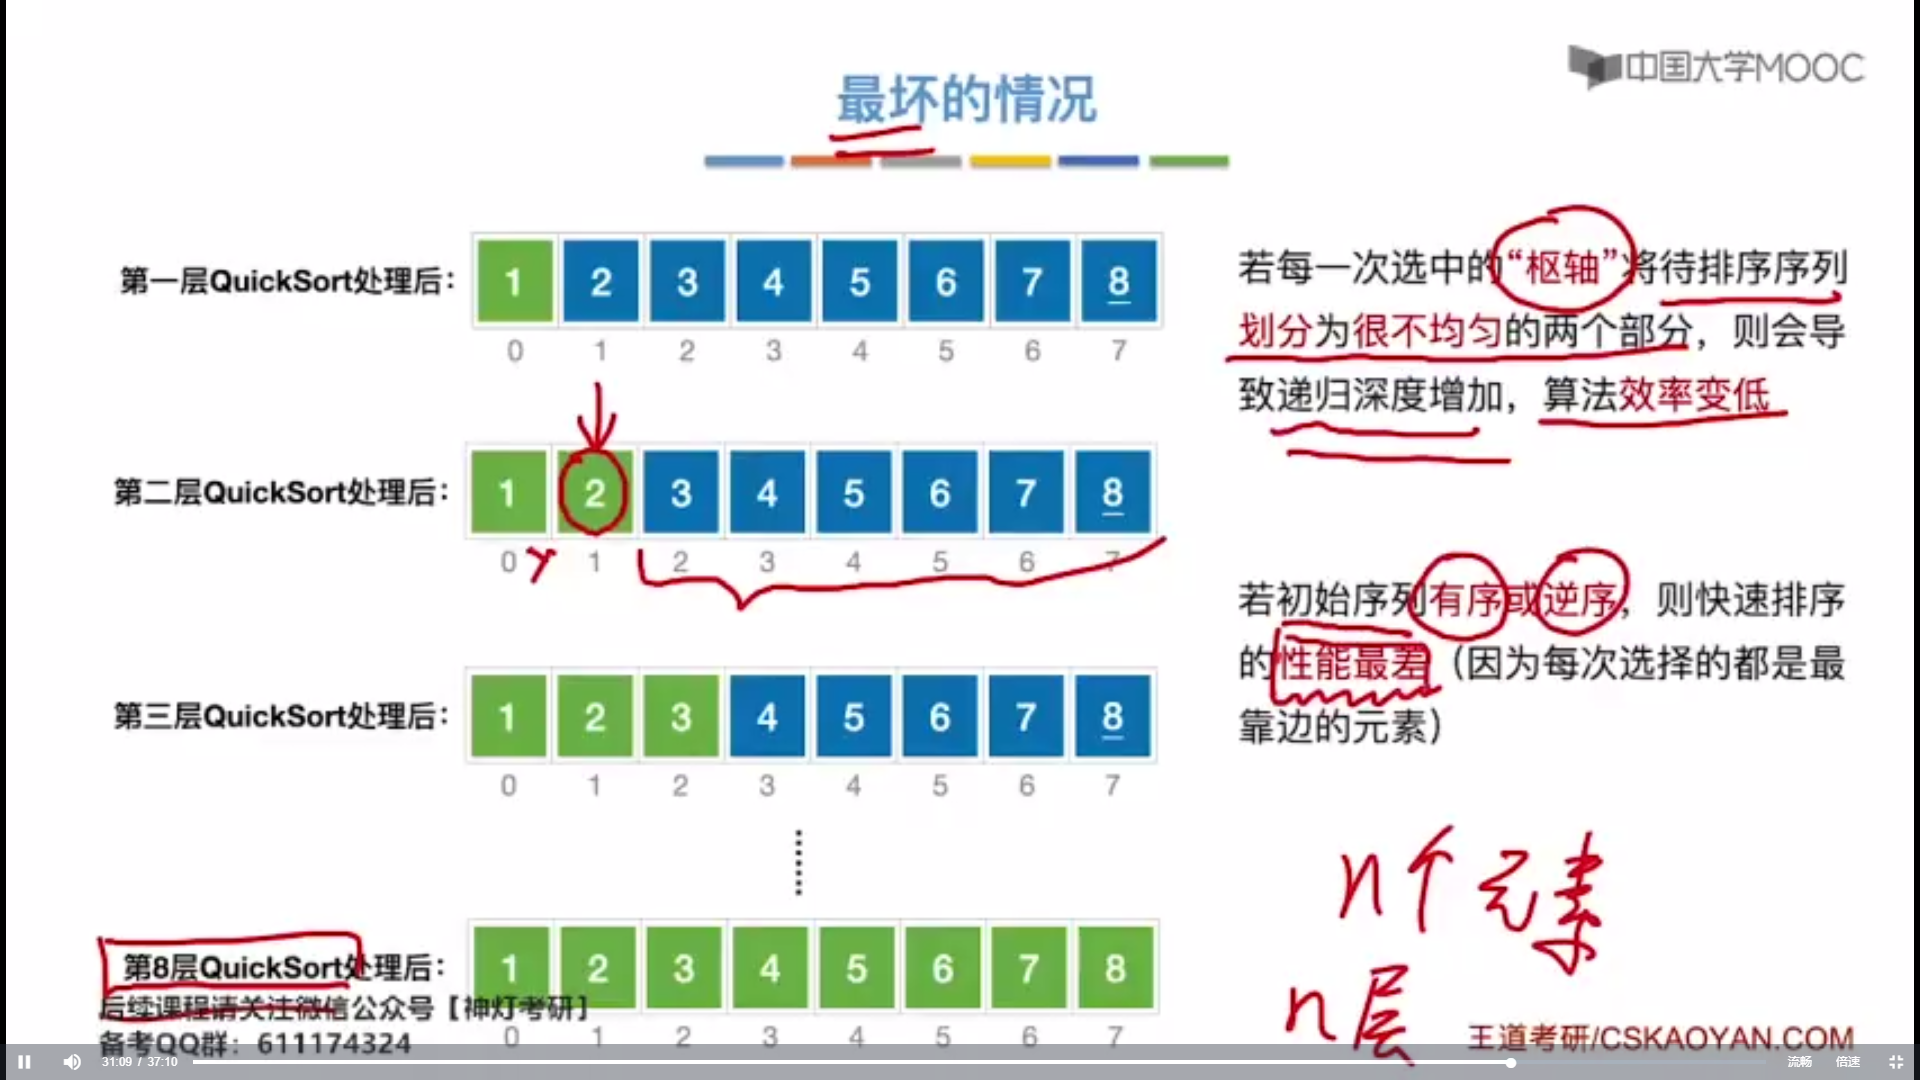 中国大学MOOC
最坏的情况
第一层QuickSort处理后：
1 2 3 4 5 6 7 8
0 1 2 3 4 5 6 7
若每一次选中的“枢轴”将待排序序列
划分为很不均匀的两个部分，则会导
致递归深度增加，算法效率变低
第二层QuickSort处理后：
1 2 3 4 5 6 7 8
0 1 2 3 4 5 6 7
若初始序列有序或逆序，则快速排序
的性能最差（因为每次选择的都是最
靠边的元素）
第三层QuickSort处理后：
1 2 3 4 5 6 7 8
0 1 2 3 4 5 6 7
n个元素
n层
第8层QuickSort处理后：
1 2 3 4 5 6 7 8
0 1 2 3 4 5 6 7
后续课程请关注微信公众号【神灯考研】
备考QQ群：611174324
王道考研/CSKAOYAN.COM
31:09 / 37:10
流畅 倍速